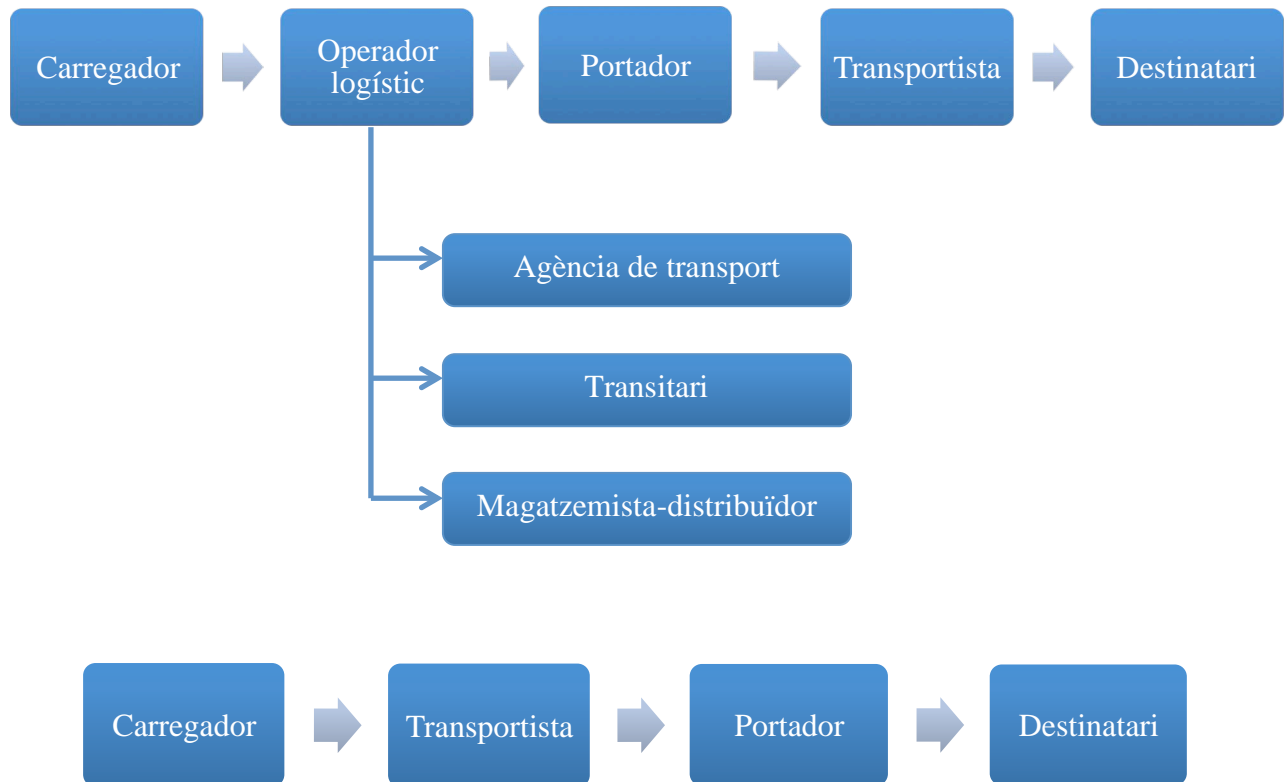 Carregador
Operador
logístic
Portador
Transportista
Destinatari
Agència de transport
Transitari
Magatzemista-distribuïdor
Carregador
Transportista
Portador
Destinatari